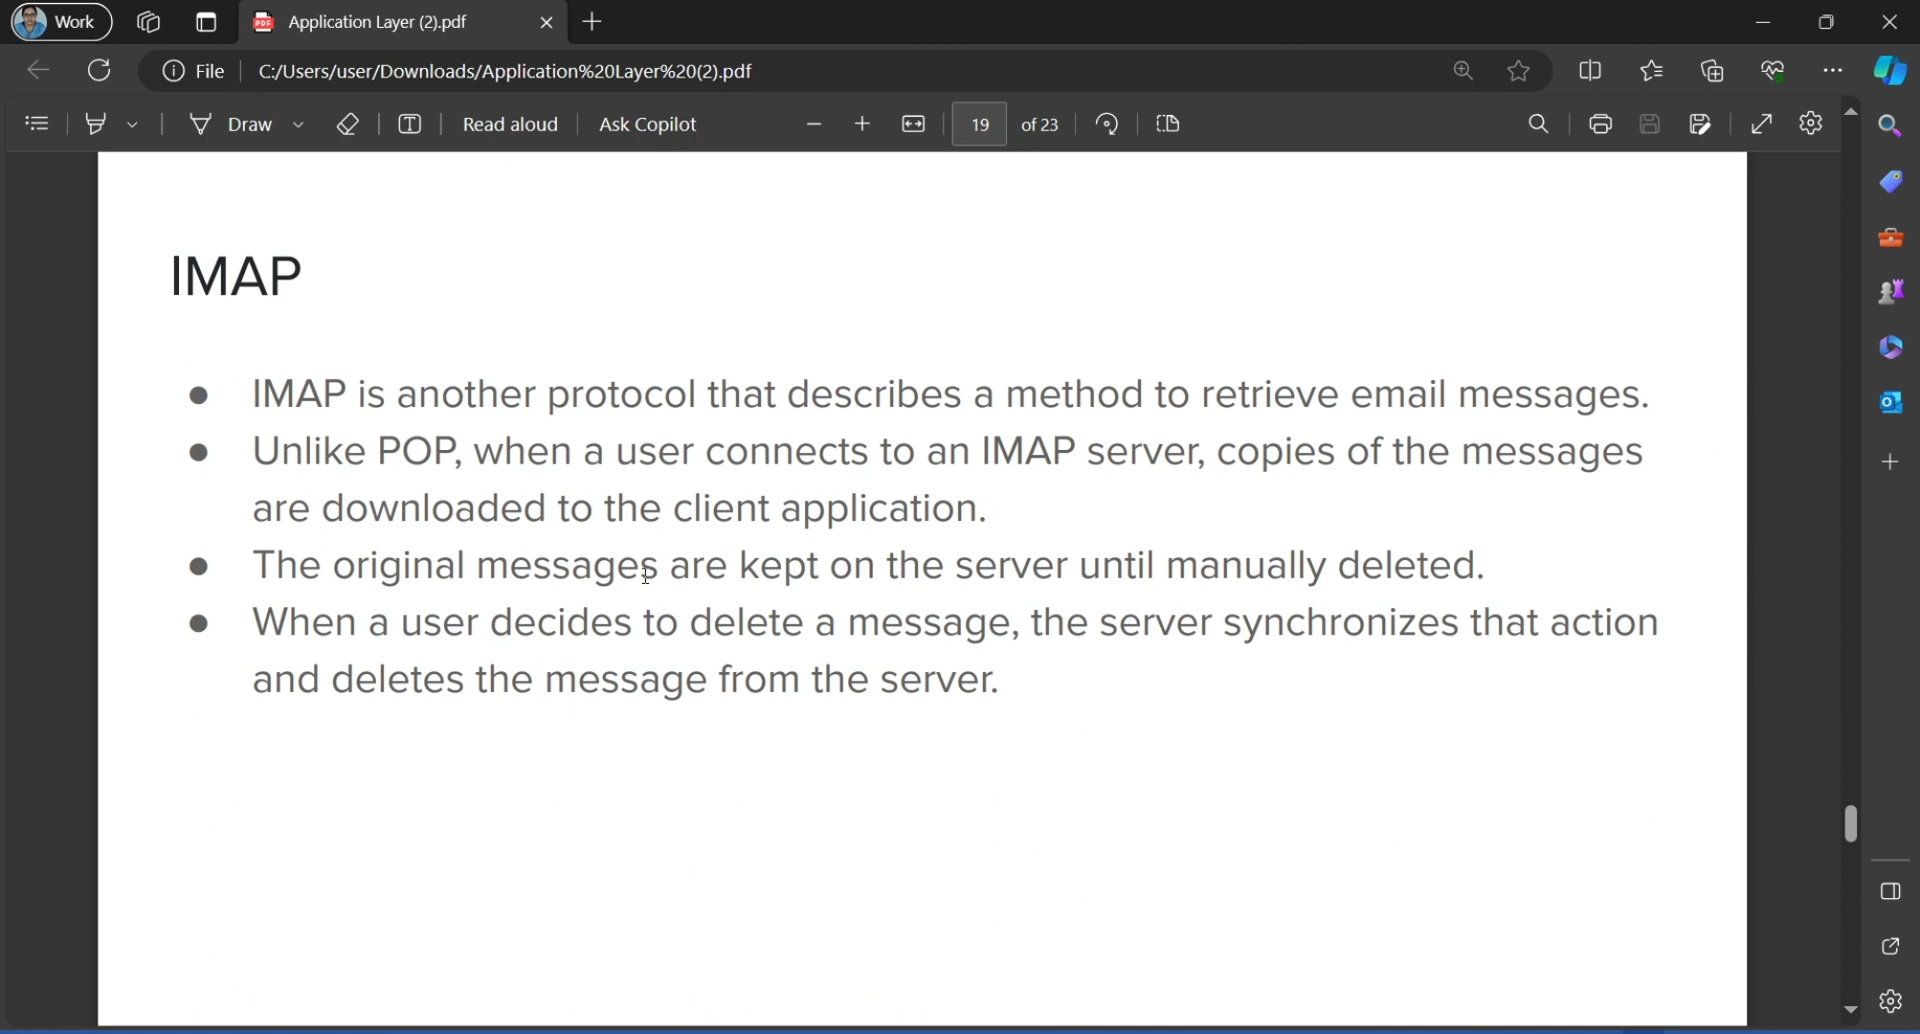 Work
Application Layer (2).pdf
File
C:/Users/user/Downloads/Application%20Layer%20(2).pdf
Draw
Read aloud
Ask Copilot
19
of 23
IMAP
● IMAP is another protocol that describes a method to retrieve email messages.
● Unlike POP, when a user connects to an IMAP server, copies of the messages
are downloaded to the client application.
● The original messages are kept on the server until manually deleted.
● When a user decides to delete a message, the server synchronizes that action
and deletes the message from the server.